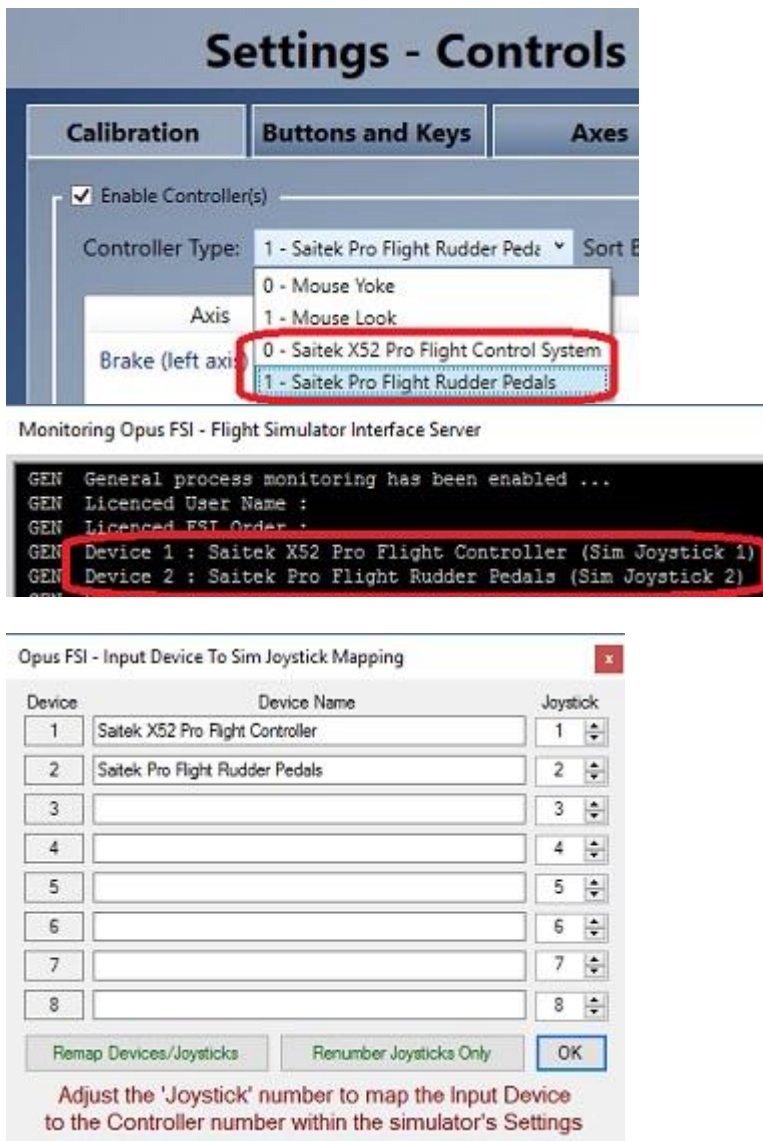 Settings - Controls
Calibration Buttons and Keys Axes
Enable Controller(s)
Controller Type: 1 - Saitek Pro Flight Rudder Peda Sort B
0 - Mouse Yoke
Axis 1 - Mouse Look
0 - Saitek X52 Pro Flight Control System
Brake (left axis)
1 - Saitek Pro Flight Rudder Pedals
Monitoring Opus FSI - Flight Simulator Interface Server
GEN General process monitoring has been enabled ...
GEN Licenced User Name :
GEN Licenced FSI Order :
GEN Device 1 : Saitek X52 Pro Flight Controller (Sim Joystick 1)
GEN Device 2 : Saitek Pro Flight Rudder Pedals (Sim Joystick 2)
Opus FSI - Input Device To Sim Joystick Mapping x
Device Device Name Joystick
1 Saitek X52 Pro Flight Controller 1
2 Saitek Pro Flight Rudder Pedals 2
3 3
4 4
5 5
6 6
7 7
8 8
Remap Devices/Joysticks Renumber Joysticks Only OK
Adjust the 'Joystick' number to map the Input Device
to the Controller number within the simulator's Settings